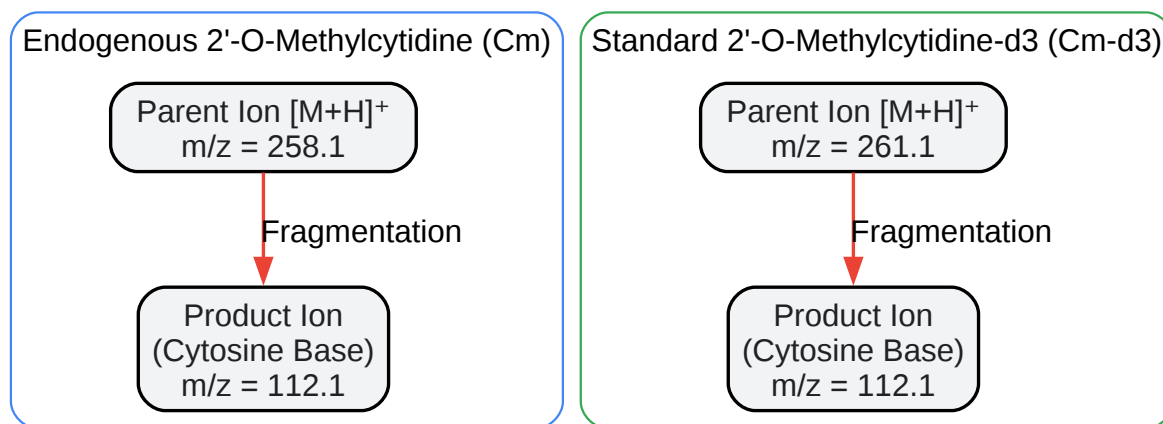 Endogenous 2'-O-Methylcytidine (Cm)
Parent Ion [M+H]⁺
m/z = 258.1
Fragmentation
Product Ion
(Cytosine Base)
m/z = 112.1
Standard 2'-O-Methylcytidine-d3 (Cm-d3)
Parent Ion [M+H]⁺
m/z = 261.1
Fragmentation
Product Ion
(Cytosine Base)
m/z = 112.1